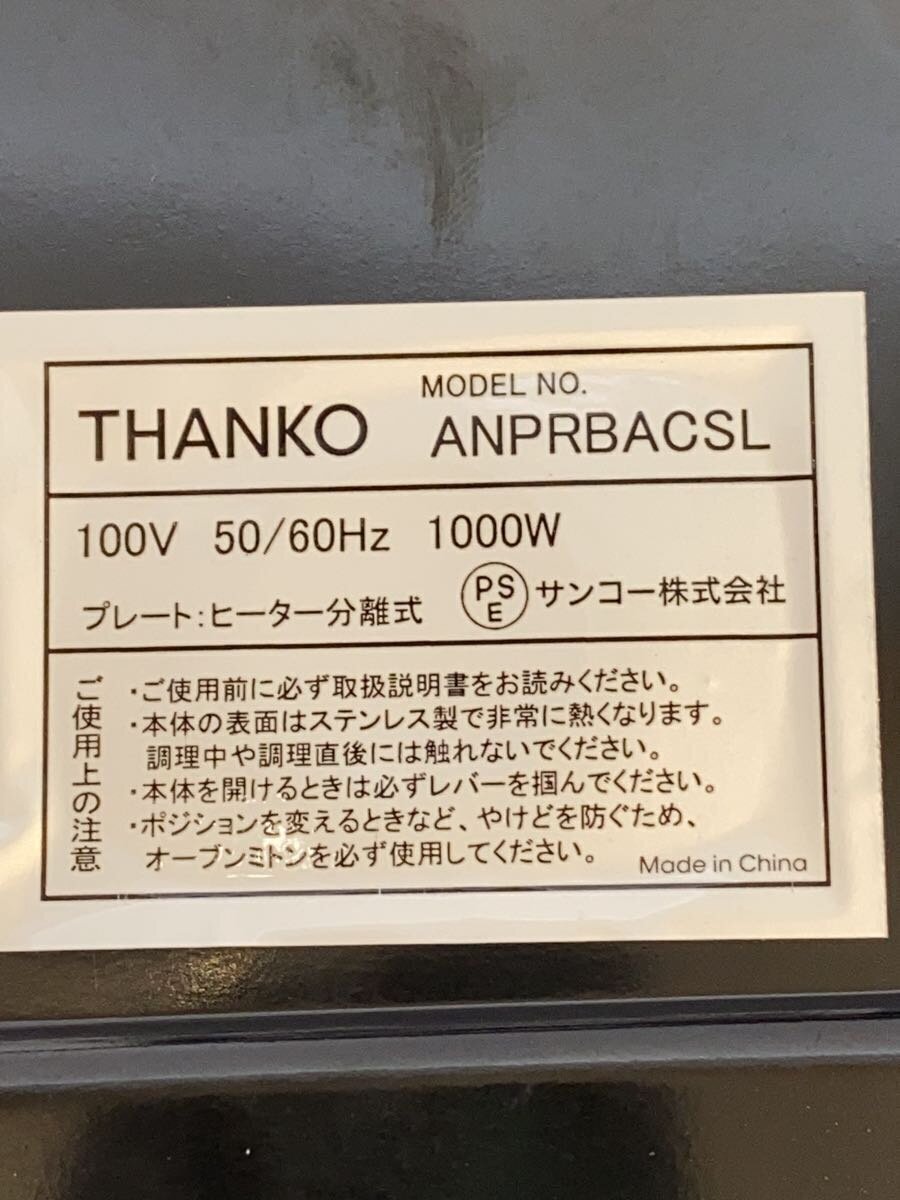 THANKO MODEL NO. ANPRBACSL
100V 50/60Hz 1000W
プレート:ヒーター分離式 PSE サンコー株式会社
ご使用上の注意
・ご使用前に必ず取扱説明書をお読みください。
・本体の表面はステンレス製で非常に熱くなります。
調理中や調理直後には触れないでください。
・本体を開けるときは必ずレバーを掴んでください。
・ポジションを変えるときなど、やけどを防ぐため、
オーブンミトンを必ず使用してください。
Made in China